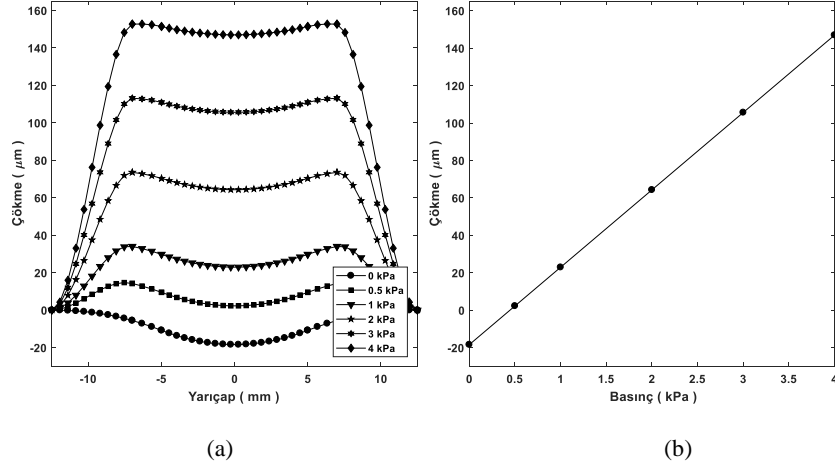 160
140
120
100
80
60
40
20
0
-20
Çökme ( μm )
-10
-5
0
5
10
Yarıçap ( mm )
0 kPa
0.5 kPa
1 kPa
2 kPa
3 kPa
4 kPa
(a)
160
140
120
100
80
60
40
20
0
-20
Çökme ( μm )
0
0.5
1
1.5
2
2.5
3
3.5
4
Basınç ( kPa )
(b)